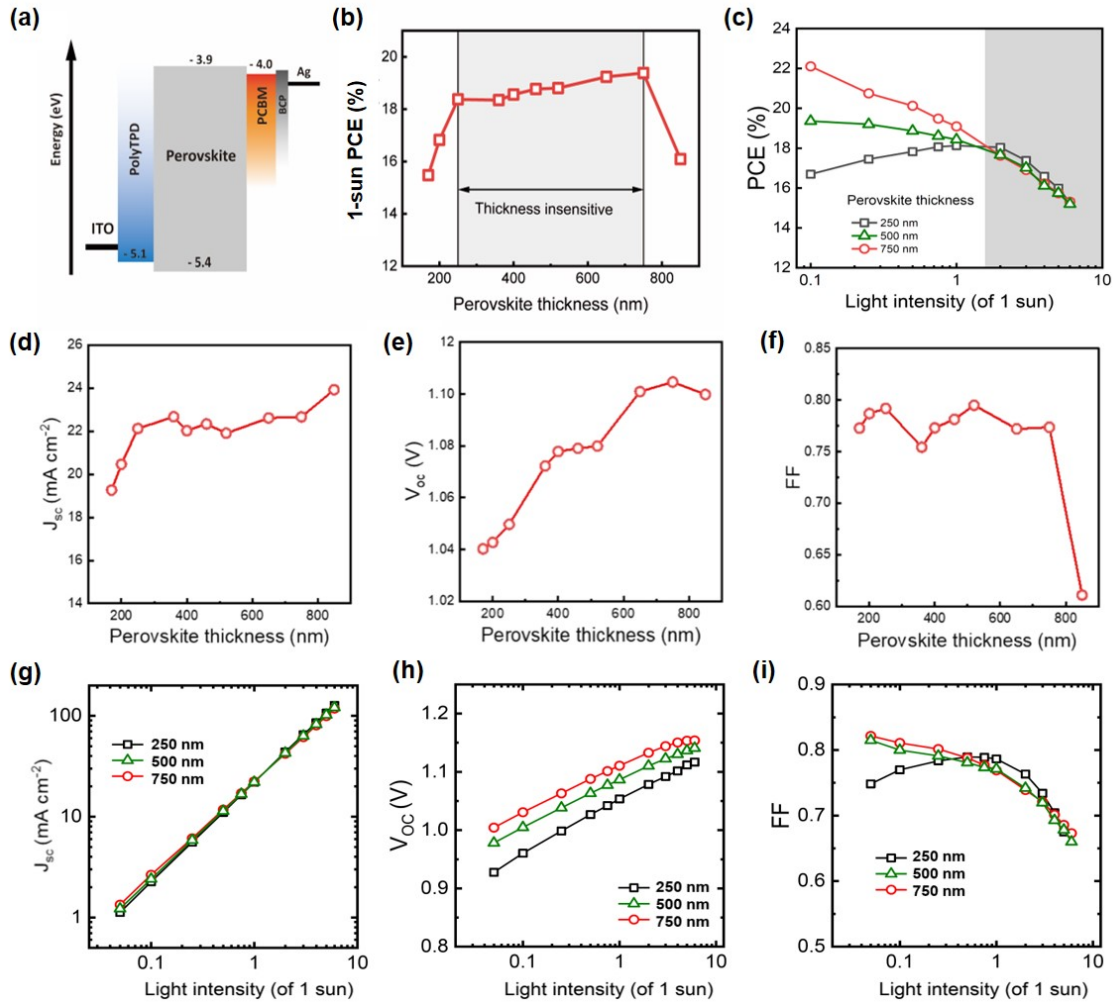 (a)
Energy (eV)
ITO
PolyTPD
- 5.1
- 3.9
Perovskite
- 5.4
- 4.0
PCBM
BCP
Ag
(b)
1-sun PCE (%)
20
18
16
14
12
Thickness insensitive
200 400 600 800
Perovskite thickness (nm)
(c)
PCE (%)
24
22
20
18
16
14
12
Perovskite thickness
250 nm
500 nm
750 nm
0.1 1 10
Light intensity (of 1 sun)
(d)
J_sc (mA cm⁻²)
26
24
22
20
18
16
14
200 400 600 800
Perovskite thickness (nm)
(e)
V_oc (V)
1.12
1.10
1.08
1.06
1.04
1.02
200 400 600 800
Perovskite thickness (nm)
(f)
FF
0.85
0.80
0.75
0.70
0.65
0.60
200 400 600 800
Perovskite thickness (nm)
(g)
J_sc (mA cm⁻²)
100
10
1
250 nm
500 nm
750 nm
0.1 1 10
Light intensity (of 1 sun)
(h)
V_OC (V)
1.2
1.1
1.0
0.9
0.8
250 nm
500 nm
750 nm
0.1 1 10
Light intensity (of 1 sun)
(i)
FF
0.9
0.8
0.7
0.6
0.5
250 nm
500 nm
750 nm
0.1 1 10
Light intensity (of 1 sun)